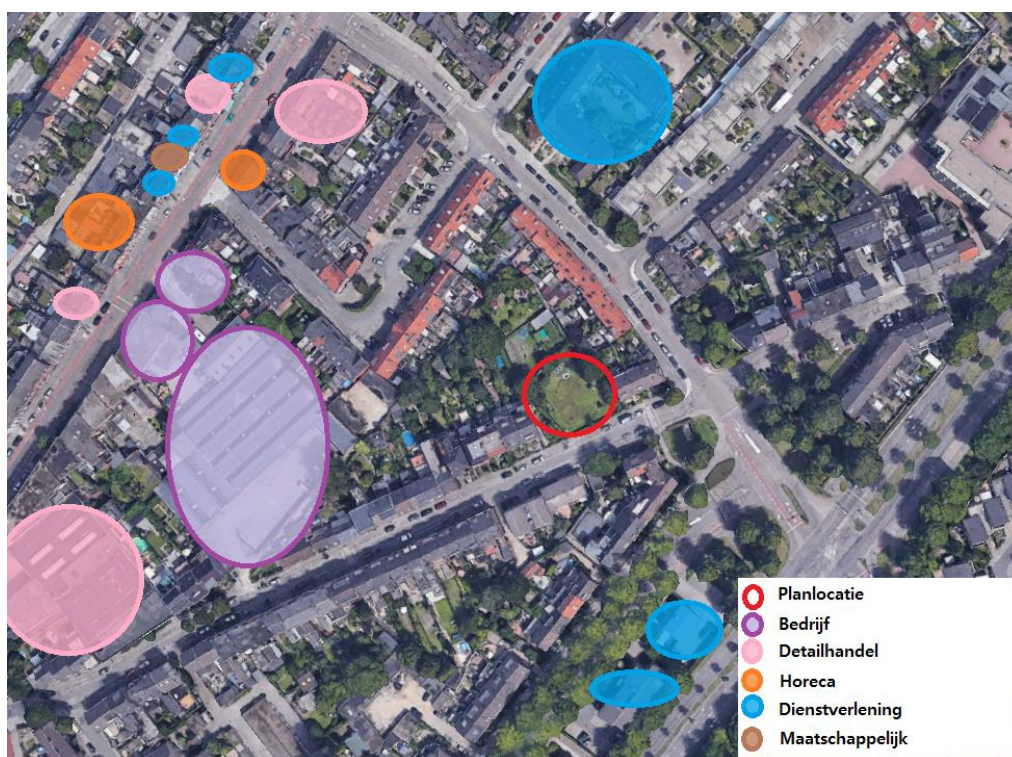 Planlocatie
Bedrijf
Detailhandel
Horeca
Dienstverlening
Maatschappelijk